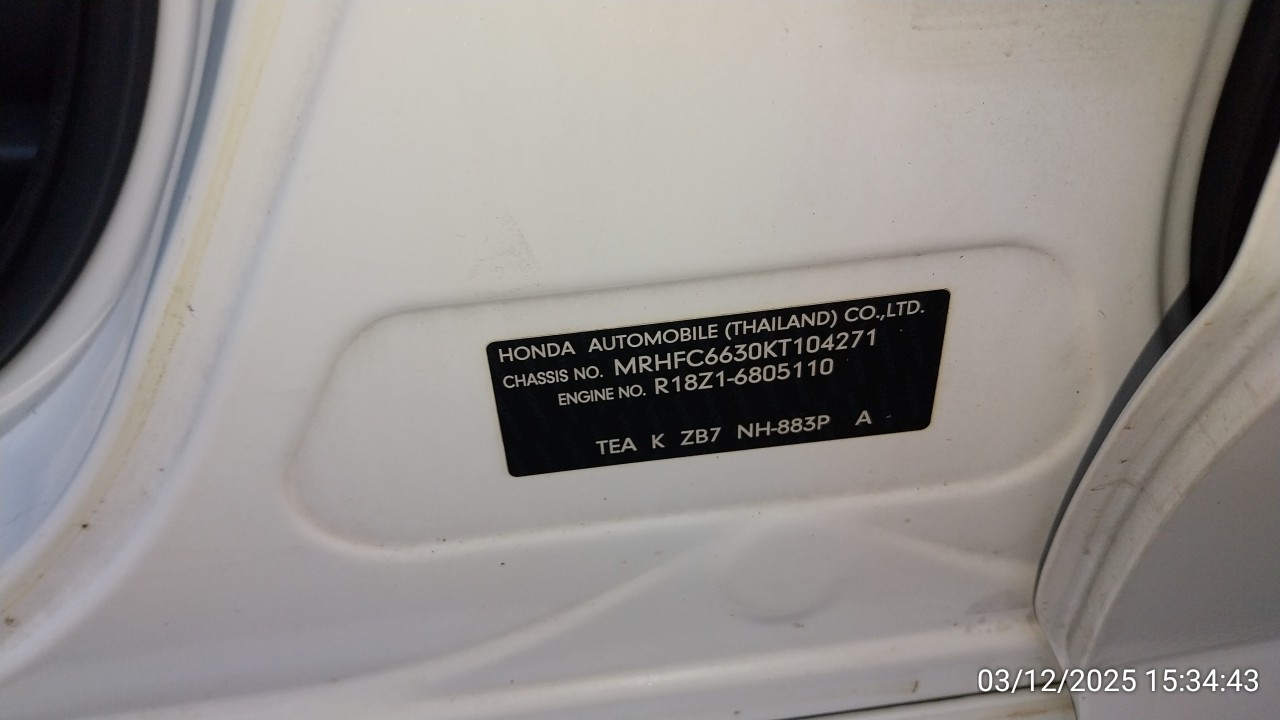 HONDA AUTOMOBILE (THAILAND) CO.,LTD.
CHASSIS NO. MRHFC6630KT104271
ENGINE NO. R18Z1-6805110
TEA K ZB7 NH-883P A
03/12/2025 15:34:43